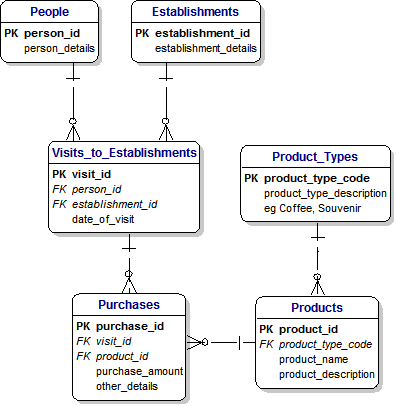 People
PK person_id
person_details
Establishments
PK establishment_id
establishment_details
Visits_to_Establishments
PK visit_id
FK person_id
FK establishment_id
date_of_visit
Product_Types
PK product_type_code
product_type_description
eg Coffee, Souvenir
Purchases
PK purchase_id
FK visit_id
FK product_id
purchase_amount
other_details
Products
PK product_id
FK product_type_code
product_name
product_description